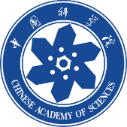 中国科学院
CHINESE ACADEMY OF SCIENCES